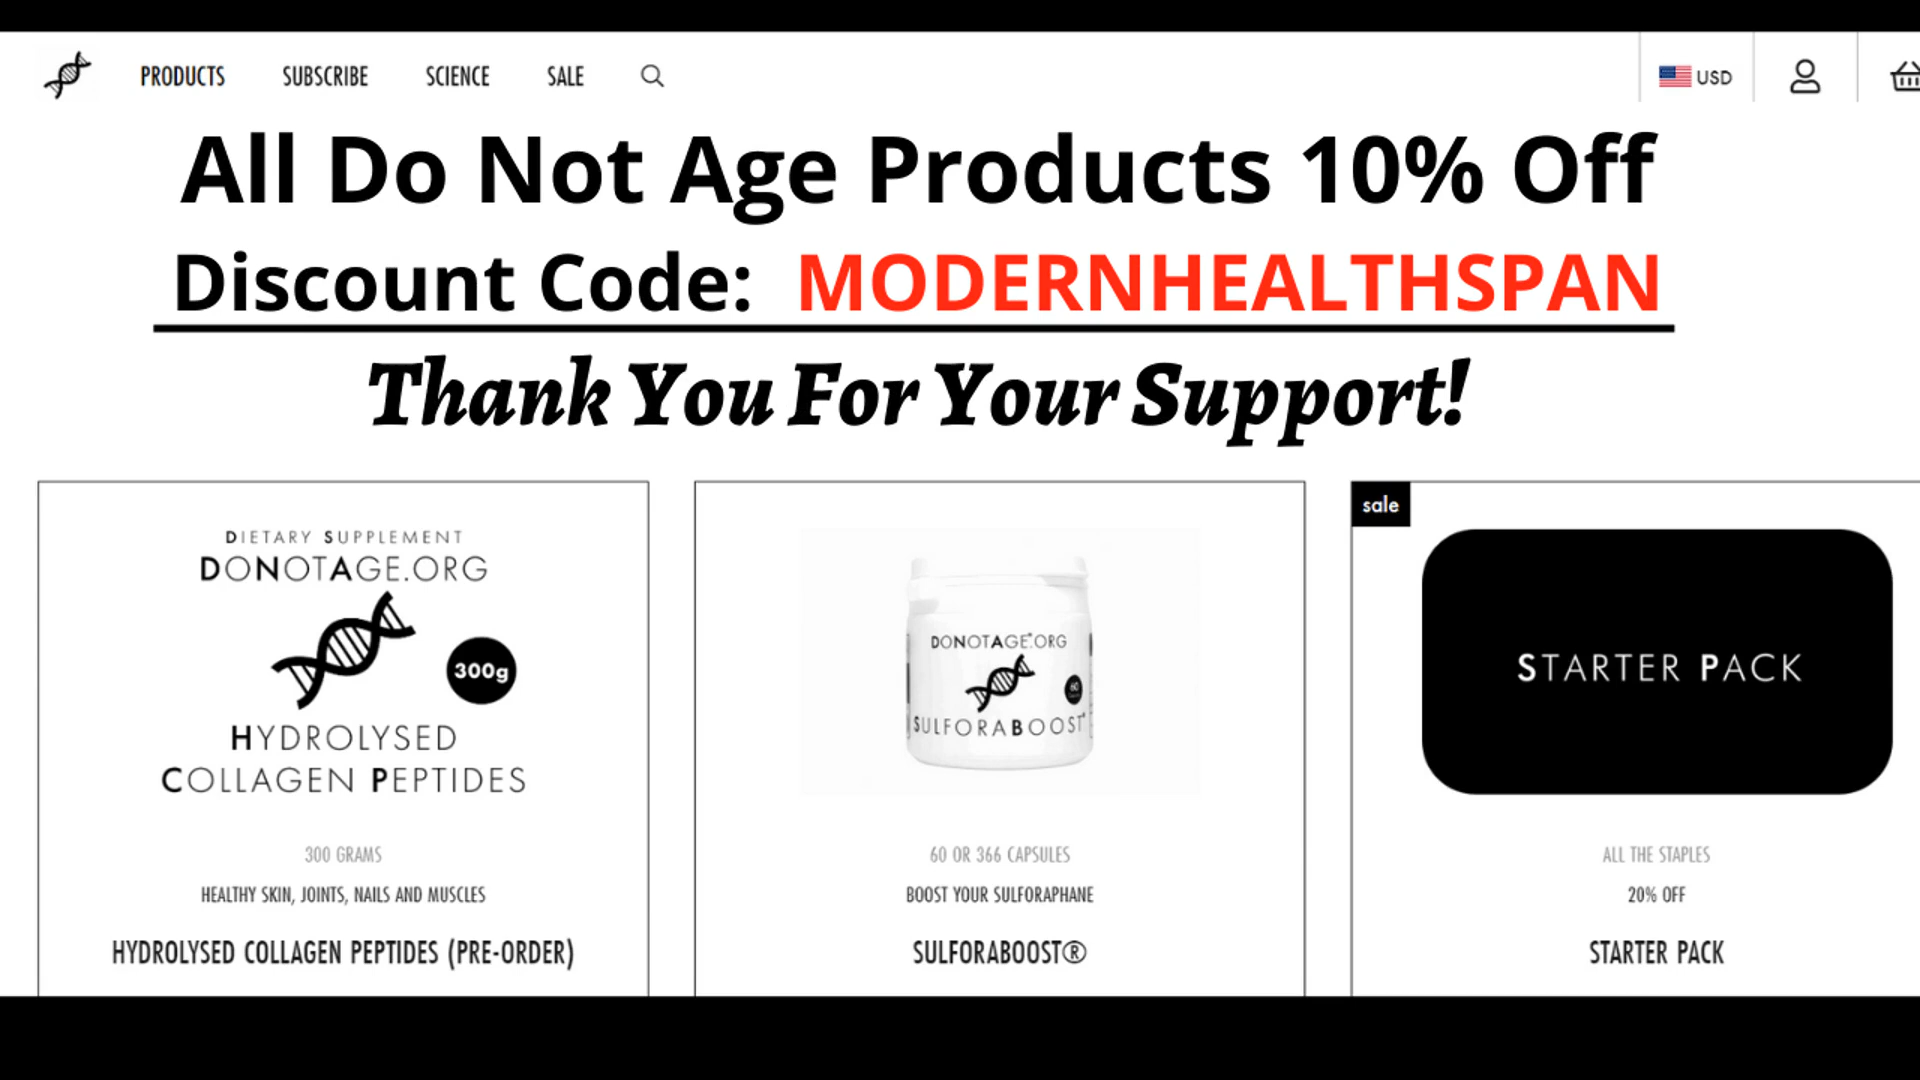 PRODUCTS SUBSCRIBE SCIENCE SALE USD
All Do Not Age Products 10% Off
Discount Code: MODERNHEALTHSPAN
Thank You For Your Support!
DIETARY SUPPLEMENT
DONOTAGE.ORG
300g
HYDROLYSED
COLLAGEN PEPTIDES
300 GRAMS
HEALTHY SKIN, JOINTS, NAILS AND MUSCLES
HYDROLYSED COLLAGEN PEPTIDES (PRE-ORDER)
DONOTAGE.ORG
60
SULFORABOOST®
60 OR 366 CAPSULES
BOOST YOUR SULFORAPHANE
SULFORABOOST®
sale
STARTER PACK
ALL THE STAPLES
20% OFF
STARTER PACK